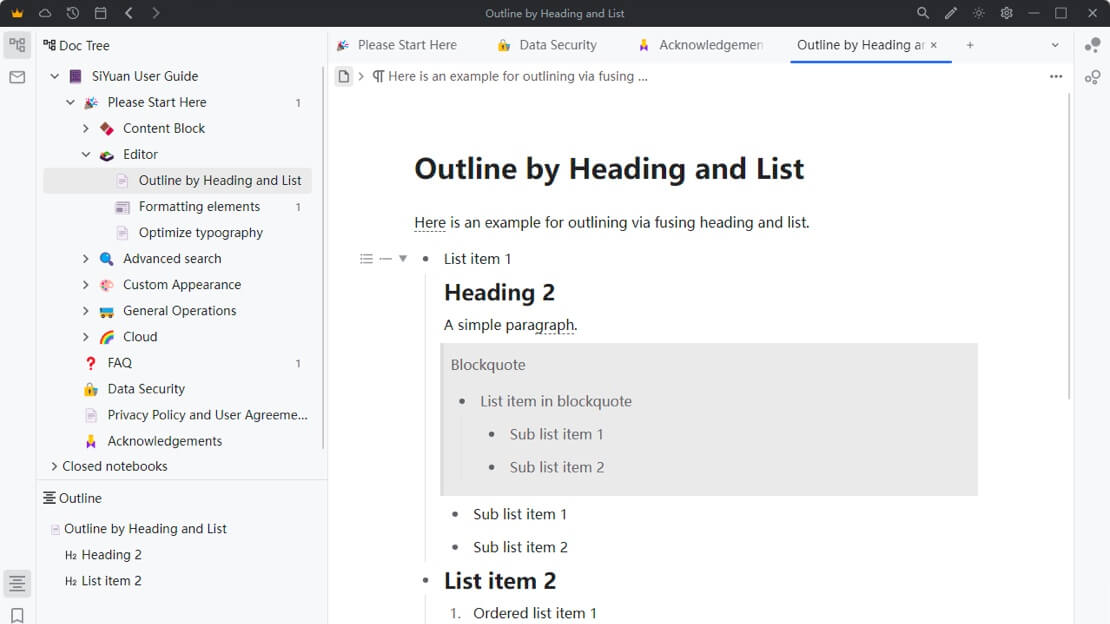 Outline by Heading and List
Doc Tree
SiYuan User Guide
Please Start Here 1
Content Block
Editor
Outline by Heading and List
Formatting elements 1
Optimize typography
Advanced search
Custom Appearance
General Operations
Cloud
FAQ 1
Data Security
Privacy Policy and User Agreeme...
Acknowledgements
Closed notebooks
Outline
Outline by Heading and List
H2 Heading 2
H2 List item 2
Please Start Here
Data Security
Acknowledgemen
Outline by Heading ar
Here is an example for outlining via fusing ...
Outline by Heading and List
Here is an example for outlining via fusing heading and list.
List item 1
Heading 2
A simple paragraph.
Blockquote
List item in blockquote
Sub list item 1
Sub list item 2
Sub list item 1
Sub list item 2
List item 2
1. Ordered list item 1